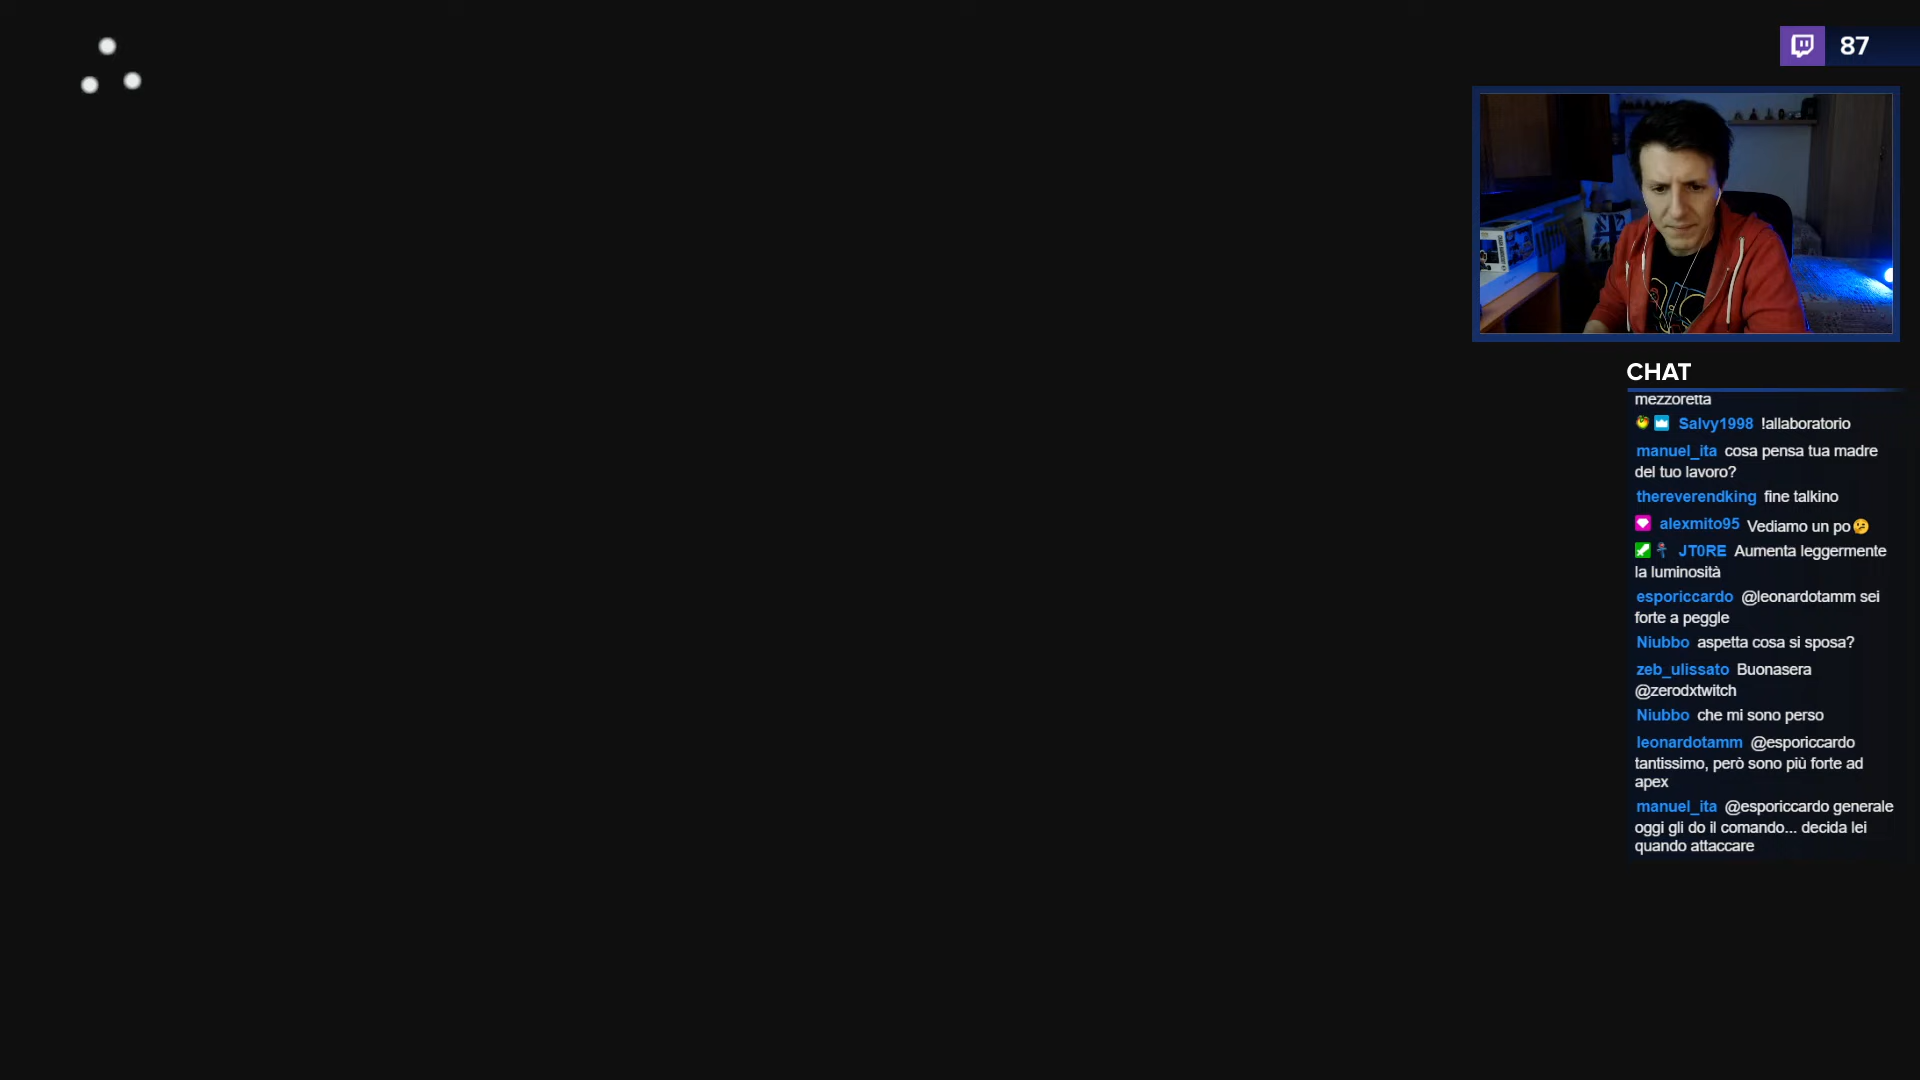 87
CHAT
mezzoretta
Salvy1998 !allaboratorio
manuel_ita cosa pensa tua madre
del tuo lavoro?
thereverendking fine talkino
alexmito95 Vediamo un po🤔
JT0RE Aumenta leggermente
la luminosità
esporiccardo @leonardotamm sei
forte a peggle
Niubbo aspetta cosa si sposa?
zeb_ulissato Buonasera
@zerodxtwitch
Niubbo che mi sono perso
leonardotamm @esporiccardo
tantissimo, però sono più forte ad
apex
manuel_ita @esporiccardo generale
oggi gli do il comando... decida lei
quando attaccare